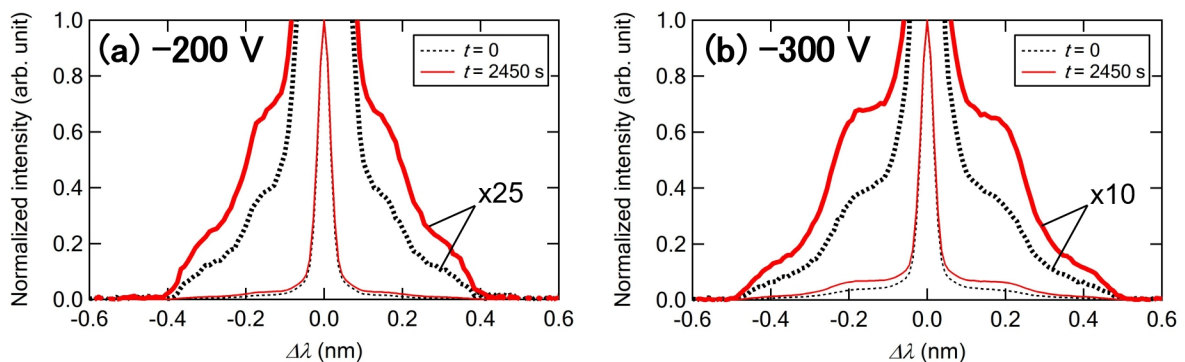 (a) −200 V
t = 0
t = 2450 s
x25
Normalized intensity (arb. unit)
1.0
0.8
0.6
0.4
0.2
0.0
-0.6
-0.4
-0.2
0.0
0.2
0.4
0.6
Δλ (nm)
(b) −300 V
t = 0
t = 2450 s
x10
Normalized intensity (arb. unit)
1.0
0.8
0.6
0.4
0.2
0.0
-0.6
-0.4
-0.2
0.0
0.2
0.4
0.6
Δλ (nm)